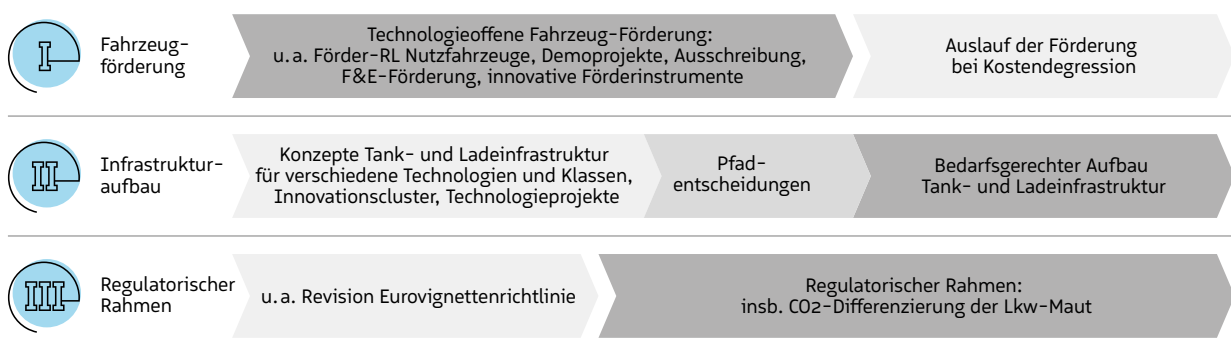 I
Fahrzeug-
förderung
Technologieoffene Fahrzeug-Förderung:
u. a. Förder-RL Nutzfahrzeuge, Demoprojekte, Ausschreibung,
F&E-Förderung, innovative Förderinstrumente
Auslauf der Förderung
bei Kostendegression
II
Infrastruktur-
aufbau
Konzepte Tank- und Ladeinfrastruktur
für verschiedene Technologien und Klassen,
Innovationscluster, Technologieprojekte
Pfad-
entscheidungen
Bedarfsgerechter Aufbau
Tank- und Ladeinfrastruktur
III
Regulatorischer
Rahmen
u. a. Revision Eurovignettenrichtlinie
Regulatorischer Rahmen:
insb. CO2-Differenzierung der Lkw-Maut